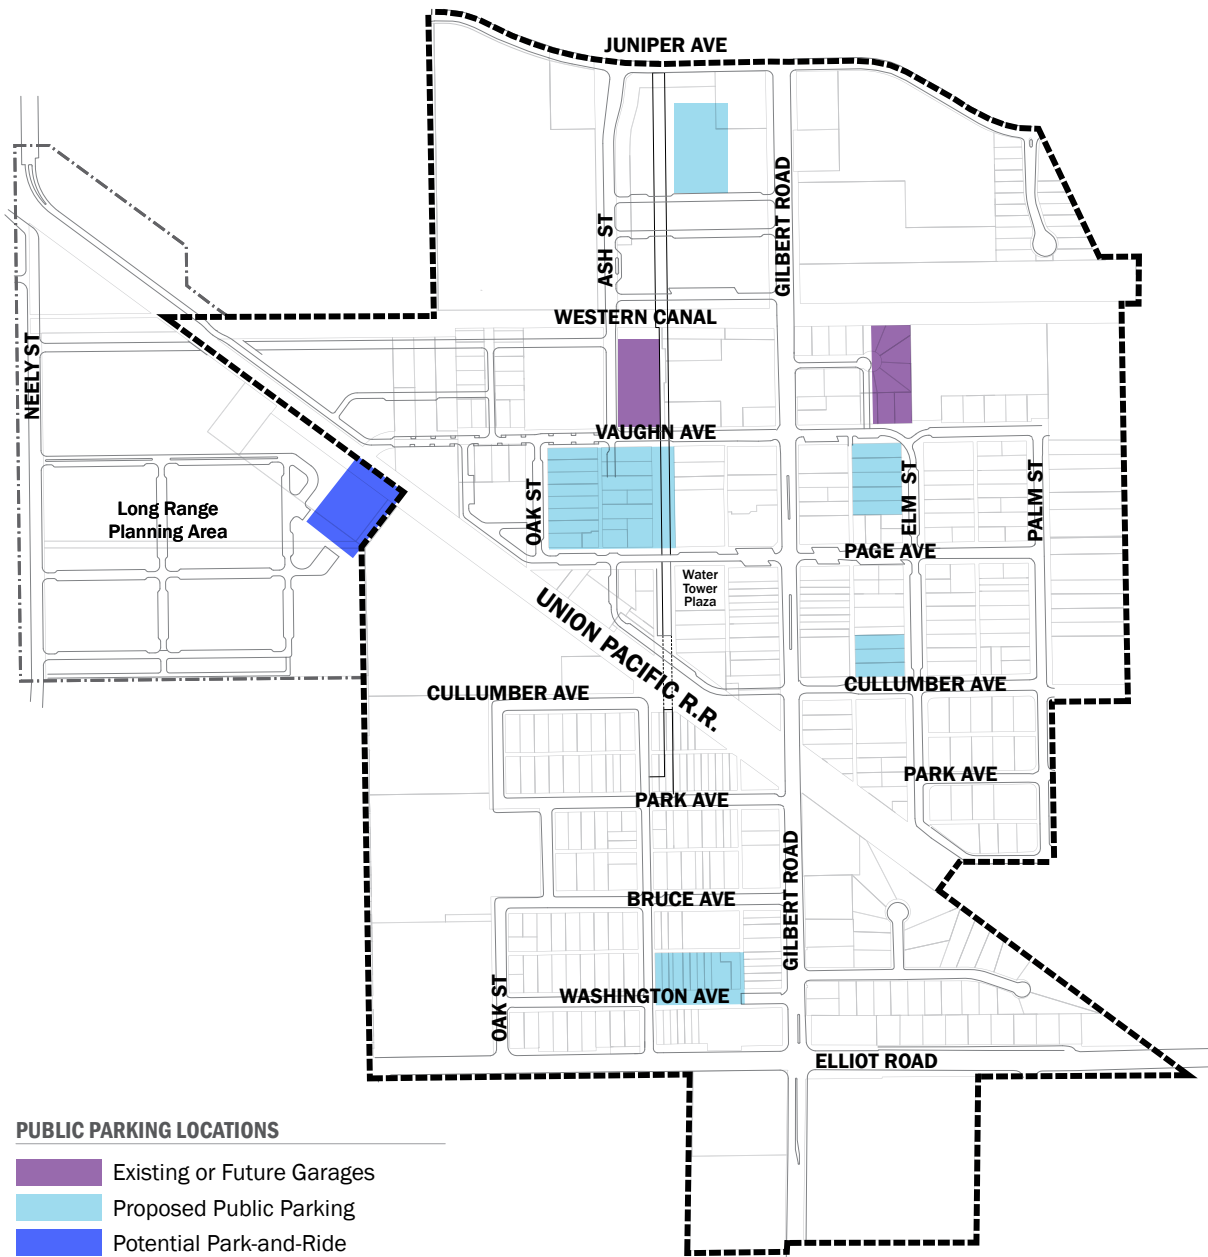 JUNIPER AVE
GILBERT ROAD
ASH ST
WESTERN CANAL
NEELY ST
VAUGHN AVE
OAK ST
ELM ST
PALM ST
Long Range
Planning Area
PAGE AVE
Water
Tower
Plaza
UNION PACIFIC R.R.
CULLUMBER AVE
CULLUMBER AVE
PARK AVE
PARK AVE
GILBERT ROAD
BRUCE AVE
OAK ST
WASHINGTON AVE
ELLIOT ROAD
PUBLIC PARKING LOCATIONS
Existing or Future Garages
Proposed Public Parking
Potential Park-and-Ride